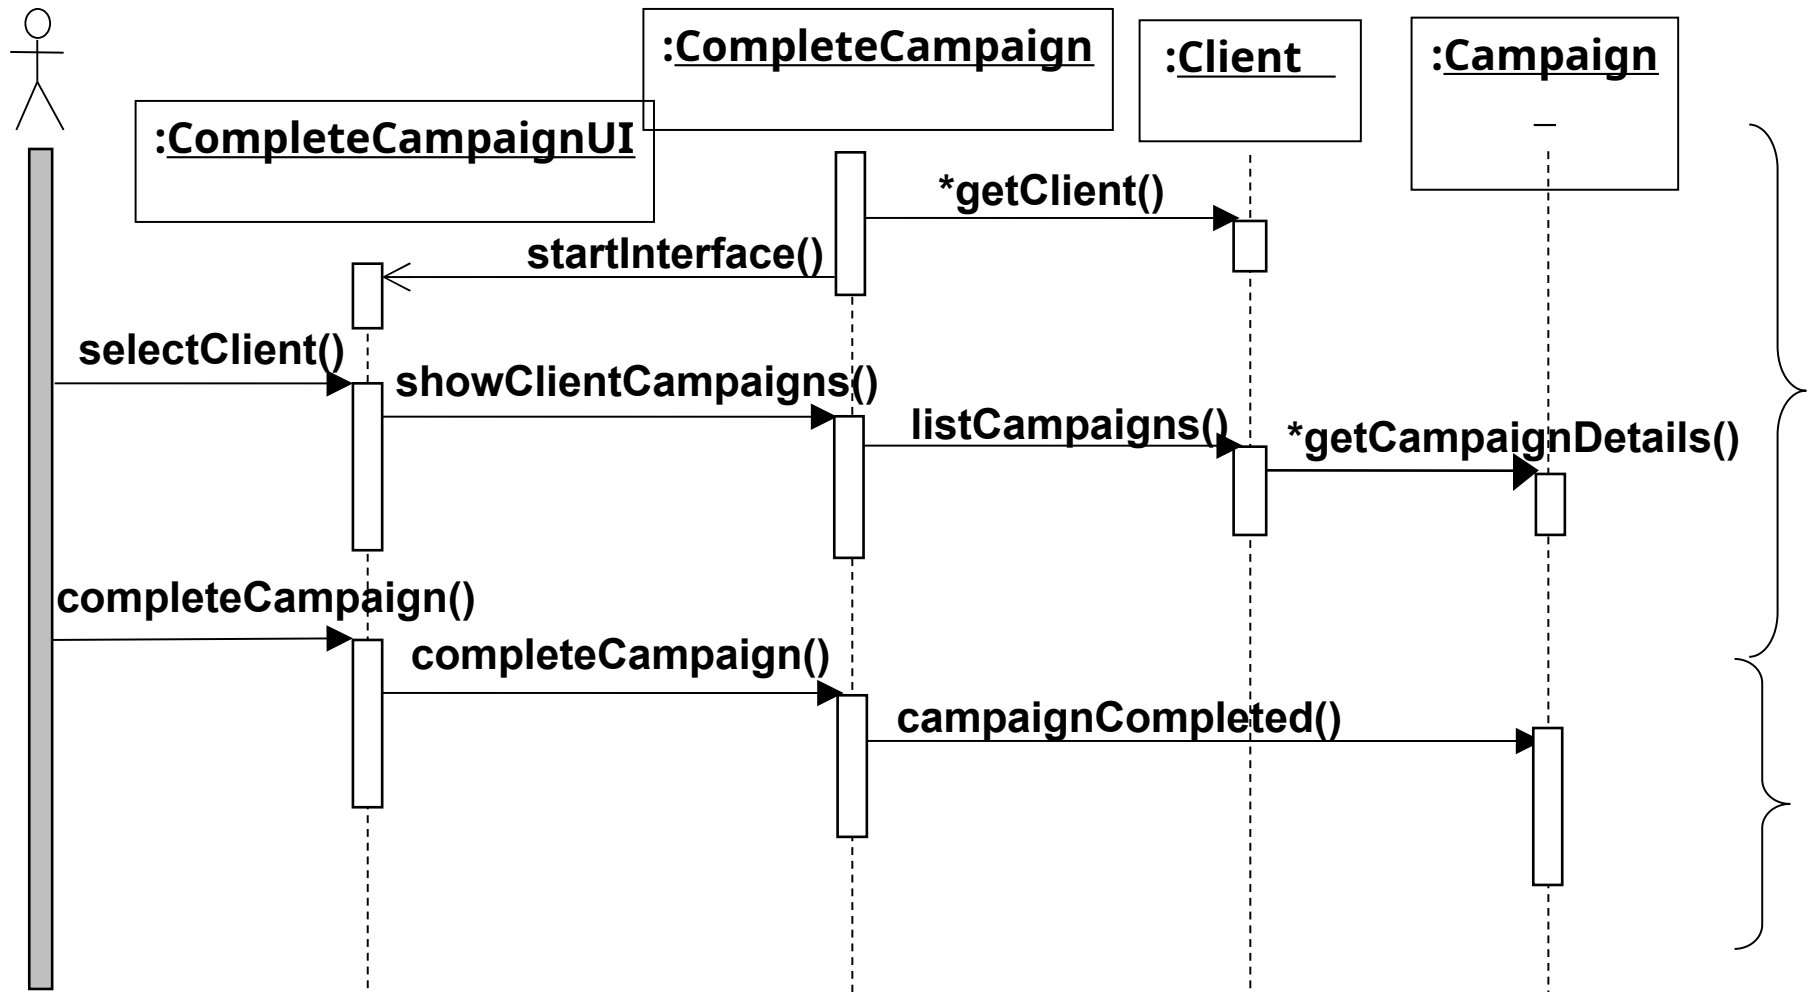 :CompleteCampaign
:Client
:Campaign
:CompleteCampaignUI
*getClient()
startInterface()
selectClient()
showClientCampaigns()
listCampaigns()
*getCampaignDetails()
completeCampaign()
completeCampaign()
campaignCompleted()